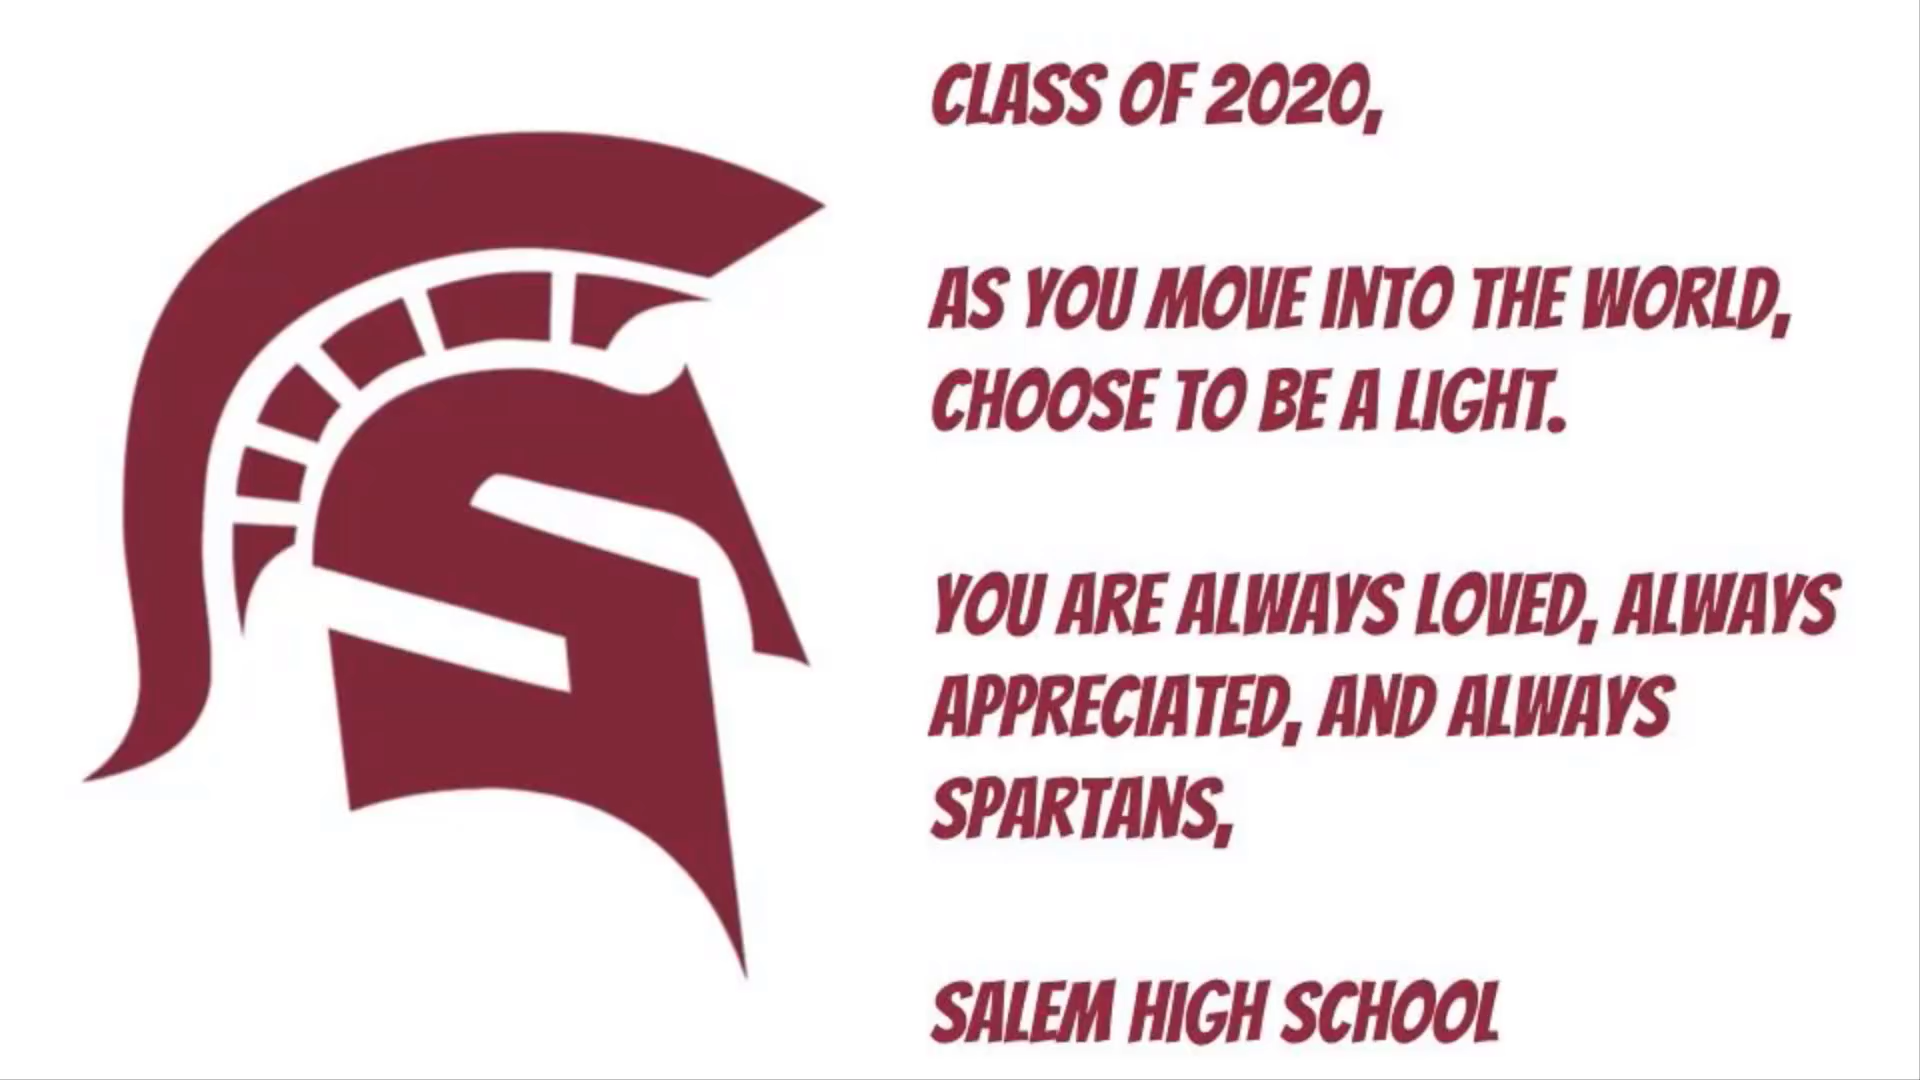 CLASS OF 2020,
AS YOU MOVE INTO THE WORLD,
CHOOSE TO BE A LIGHT.
YOU ARE ALWAYS LOVED, ALWAYS
APPRECIATED, AND ALWAYS
SPARTANS,
SALEM HIGH SCHOOL